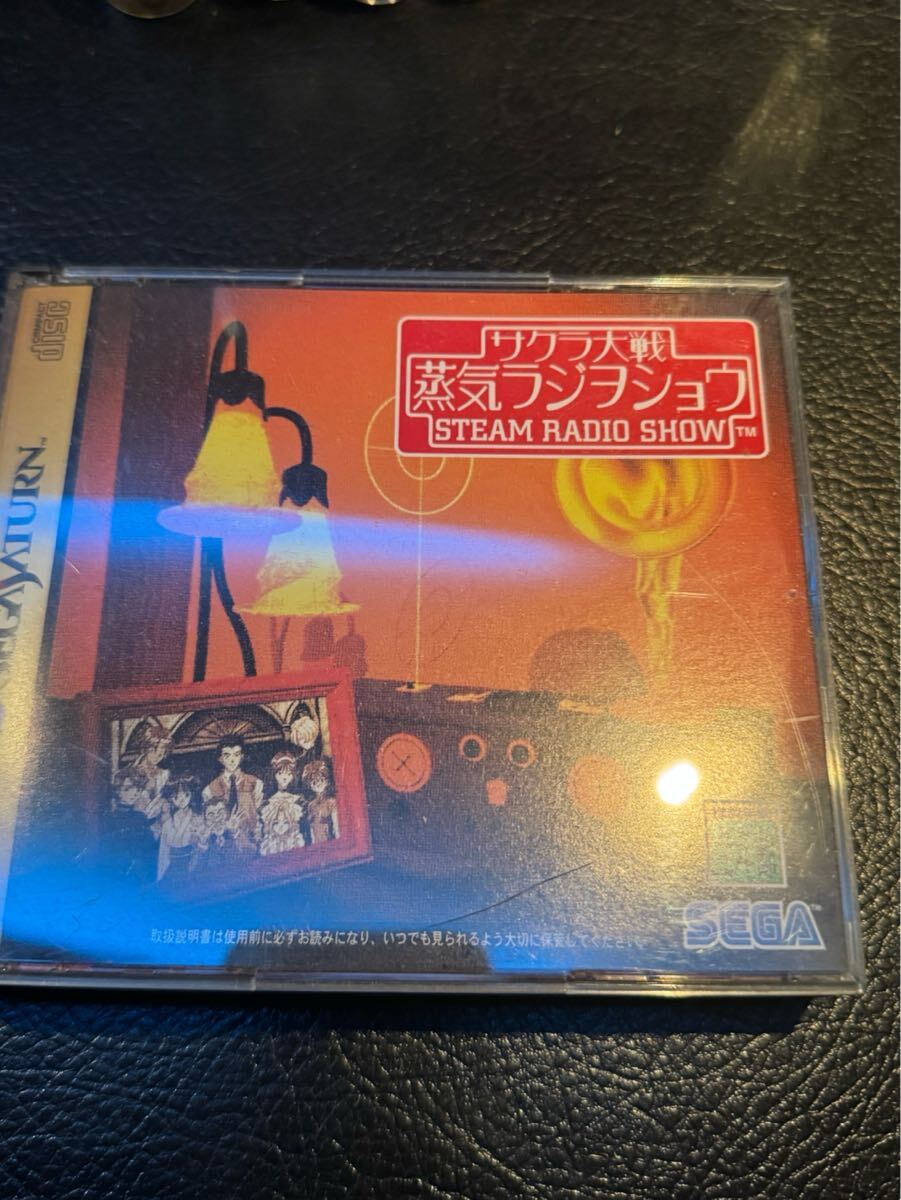 COMPACT
disc
SEGA SATURN™
サクラ大戦
蒸気ラジヲショウ
STEAM RADIO SHOW™
取扱説明書は使用前に必ずお読みになり、いつでも見られるよう大切に保管してください。
SEGA